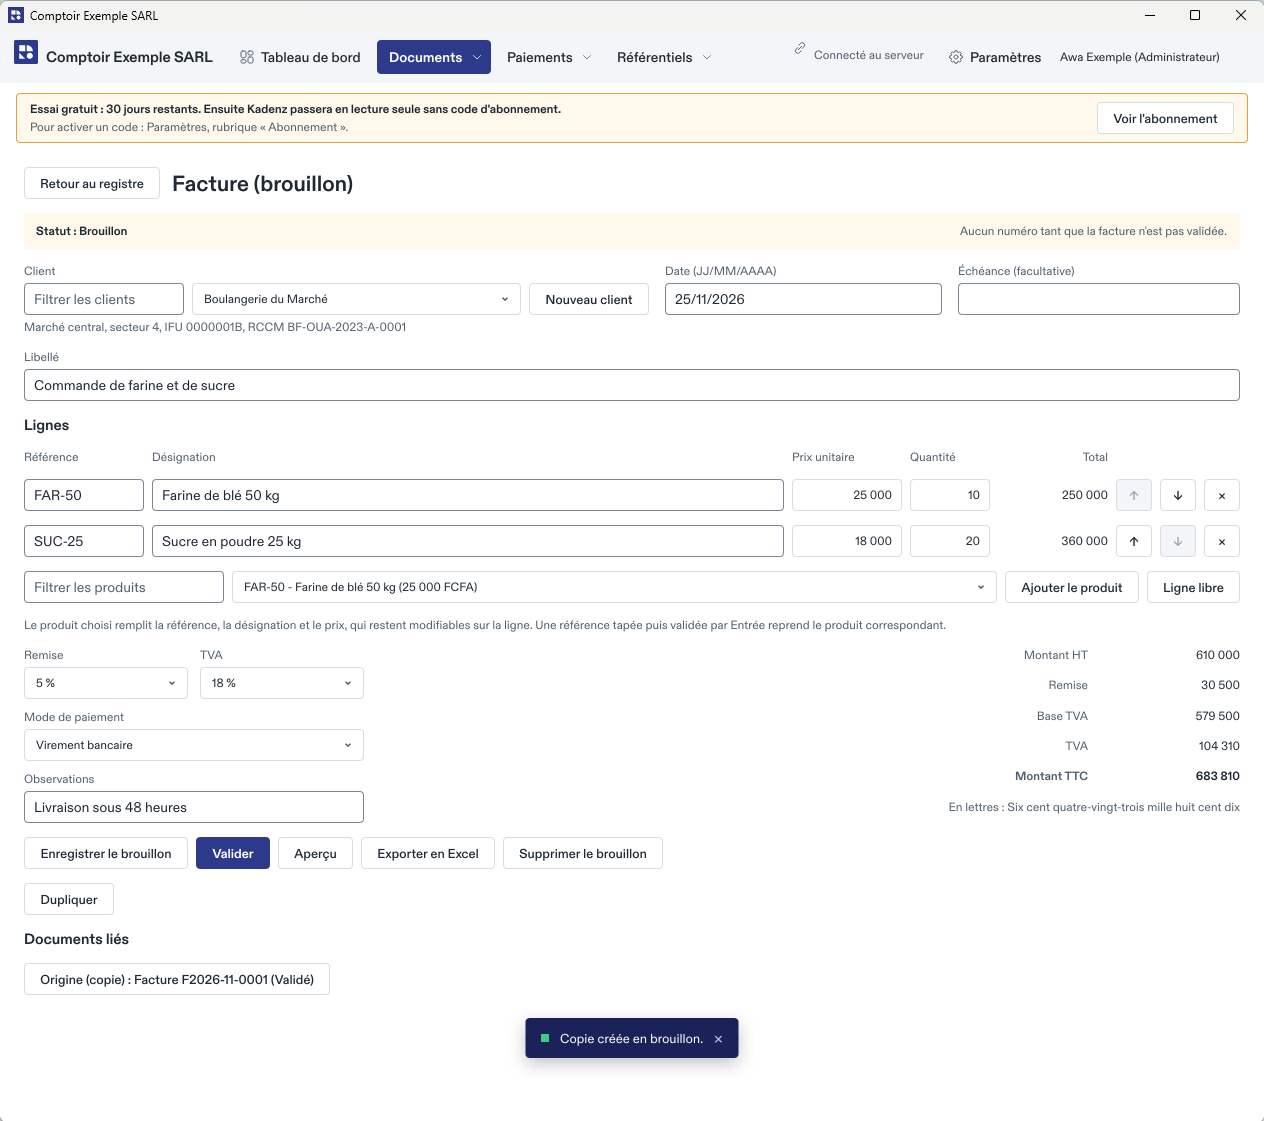 Comptoir Exemple SARL
Comptoir Exemple SARL
Tableau de bord
Documents
Paiements
Référentiels
Connecté au serveur
Paramètres
Awa Exemple (Administrateur)
Essai gratuit : 30 jours restants. Ensuite Kadenz passera en lecture seule sans code d'abonnement.
Pour activer un code : Paramètres, rubrique « Abonnement ».
Voir l'abonnement
Retour au registre
Facture (brouillon)
Statut : Brouillon
Aucun numéro tant que la facture n'est pas validée.
Client
Date (JJ/MM/AAAA)
Échéance (facultative)
Filtrer les clients
Boulangerie du Marché
Nouveau client
25/11/2026
Marché central, secteur 4, IFU 0000001B, RCCM BF-OUA-2023-A-0001
Libellé
Commande de farine et de sucre
Lignes
Référence
Désignation
Prix unitaire
Quantité
Total
FAR-50
Farine de blé 50 kg
25 000
10
250 000
SUC-25
Sucre en poudre 25 kg
18 000
20
360 000
Filtrer les produits
FAR-50 - Farine de blé 50 kg (25 000 FCFA)
Ajouter le produit
Ligne libre
Le produit choisi remplit la référence, la désignation et le prix, qui restent modifiables sur la ligne. Une référence tapée puis validée par Entrée reprend le produit correspondant.
Remise
TVA
5 %
18 %
Mode de paiement
Virement bancaire
Observations
Livraison sous 48 heures
Montant HT
610 000
Remise
30 500
Base TVA
579 500
TVA
104 310
Montant TTC
683 810
En lettres : Six cent quatre-vingt-trois mille huit cent dix
Enregistrer le brouillon
Valider
Aperçu
Exporter en Excel
Supprimer le brouillon
Dupliquer
Documents liés
Origine (copie) : Facture F2026-11-0001 (Validé)
Copie créée en brouillon.